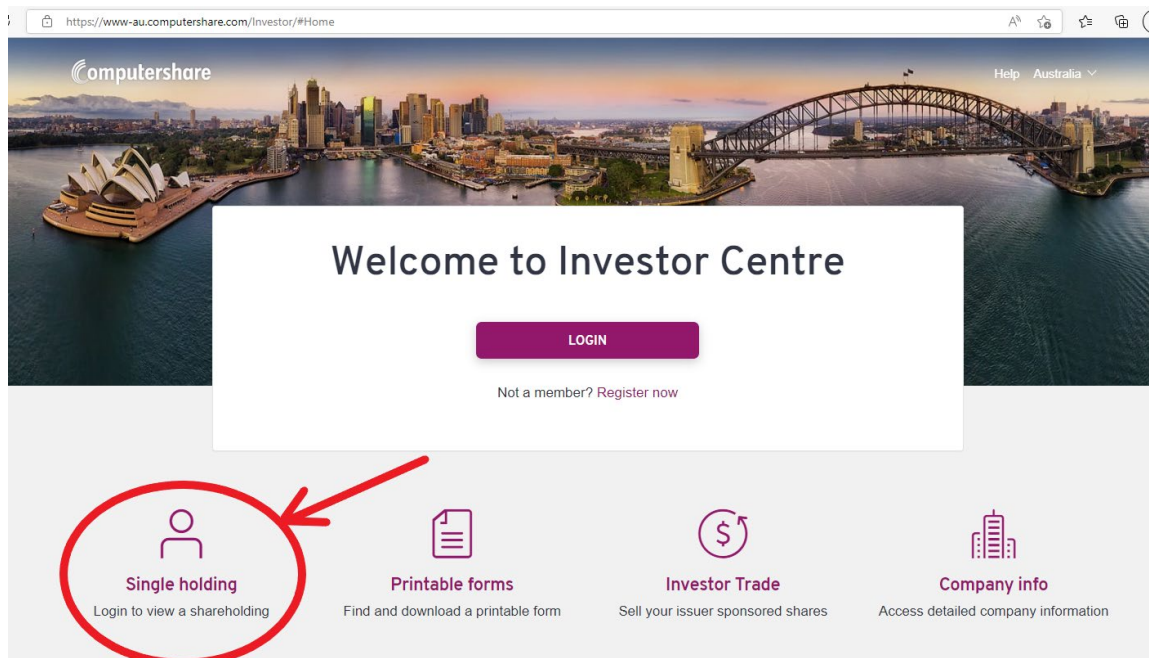 https://www-au.computershare.com/Investor/#Home
Computershare
Help Australia
Welcome to Investor Centre
LOGIN
Not a member? Register now
Single holding
Login to view a shareholding
Printable forms
Find and download a printable form
Investor Trade
Sell your issuer sponsored shares
Company info
Access detailed company information